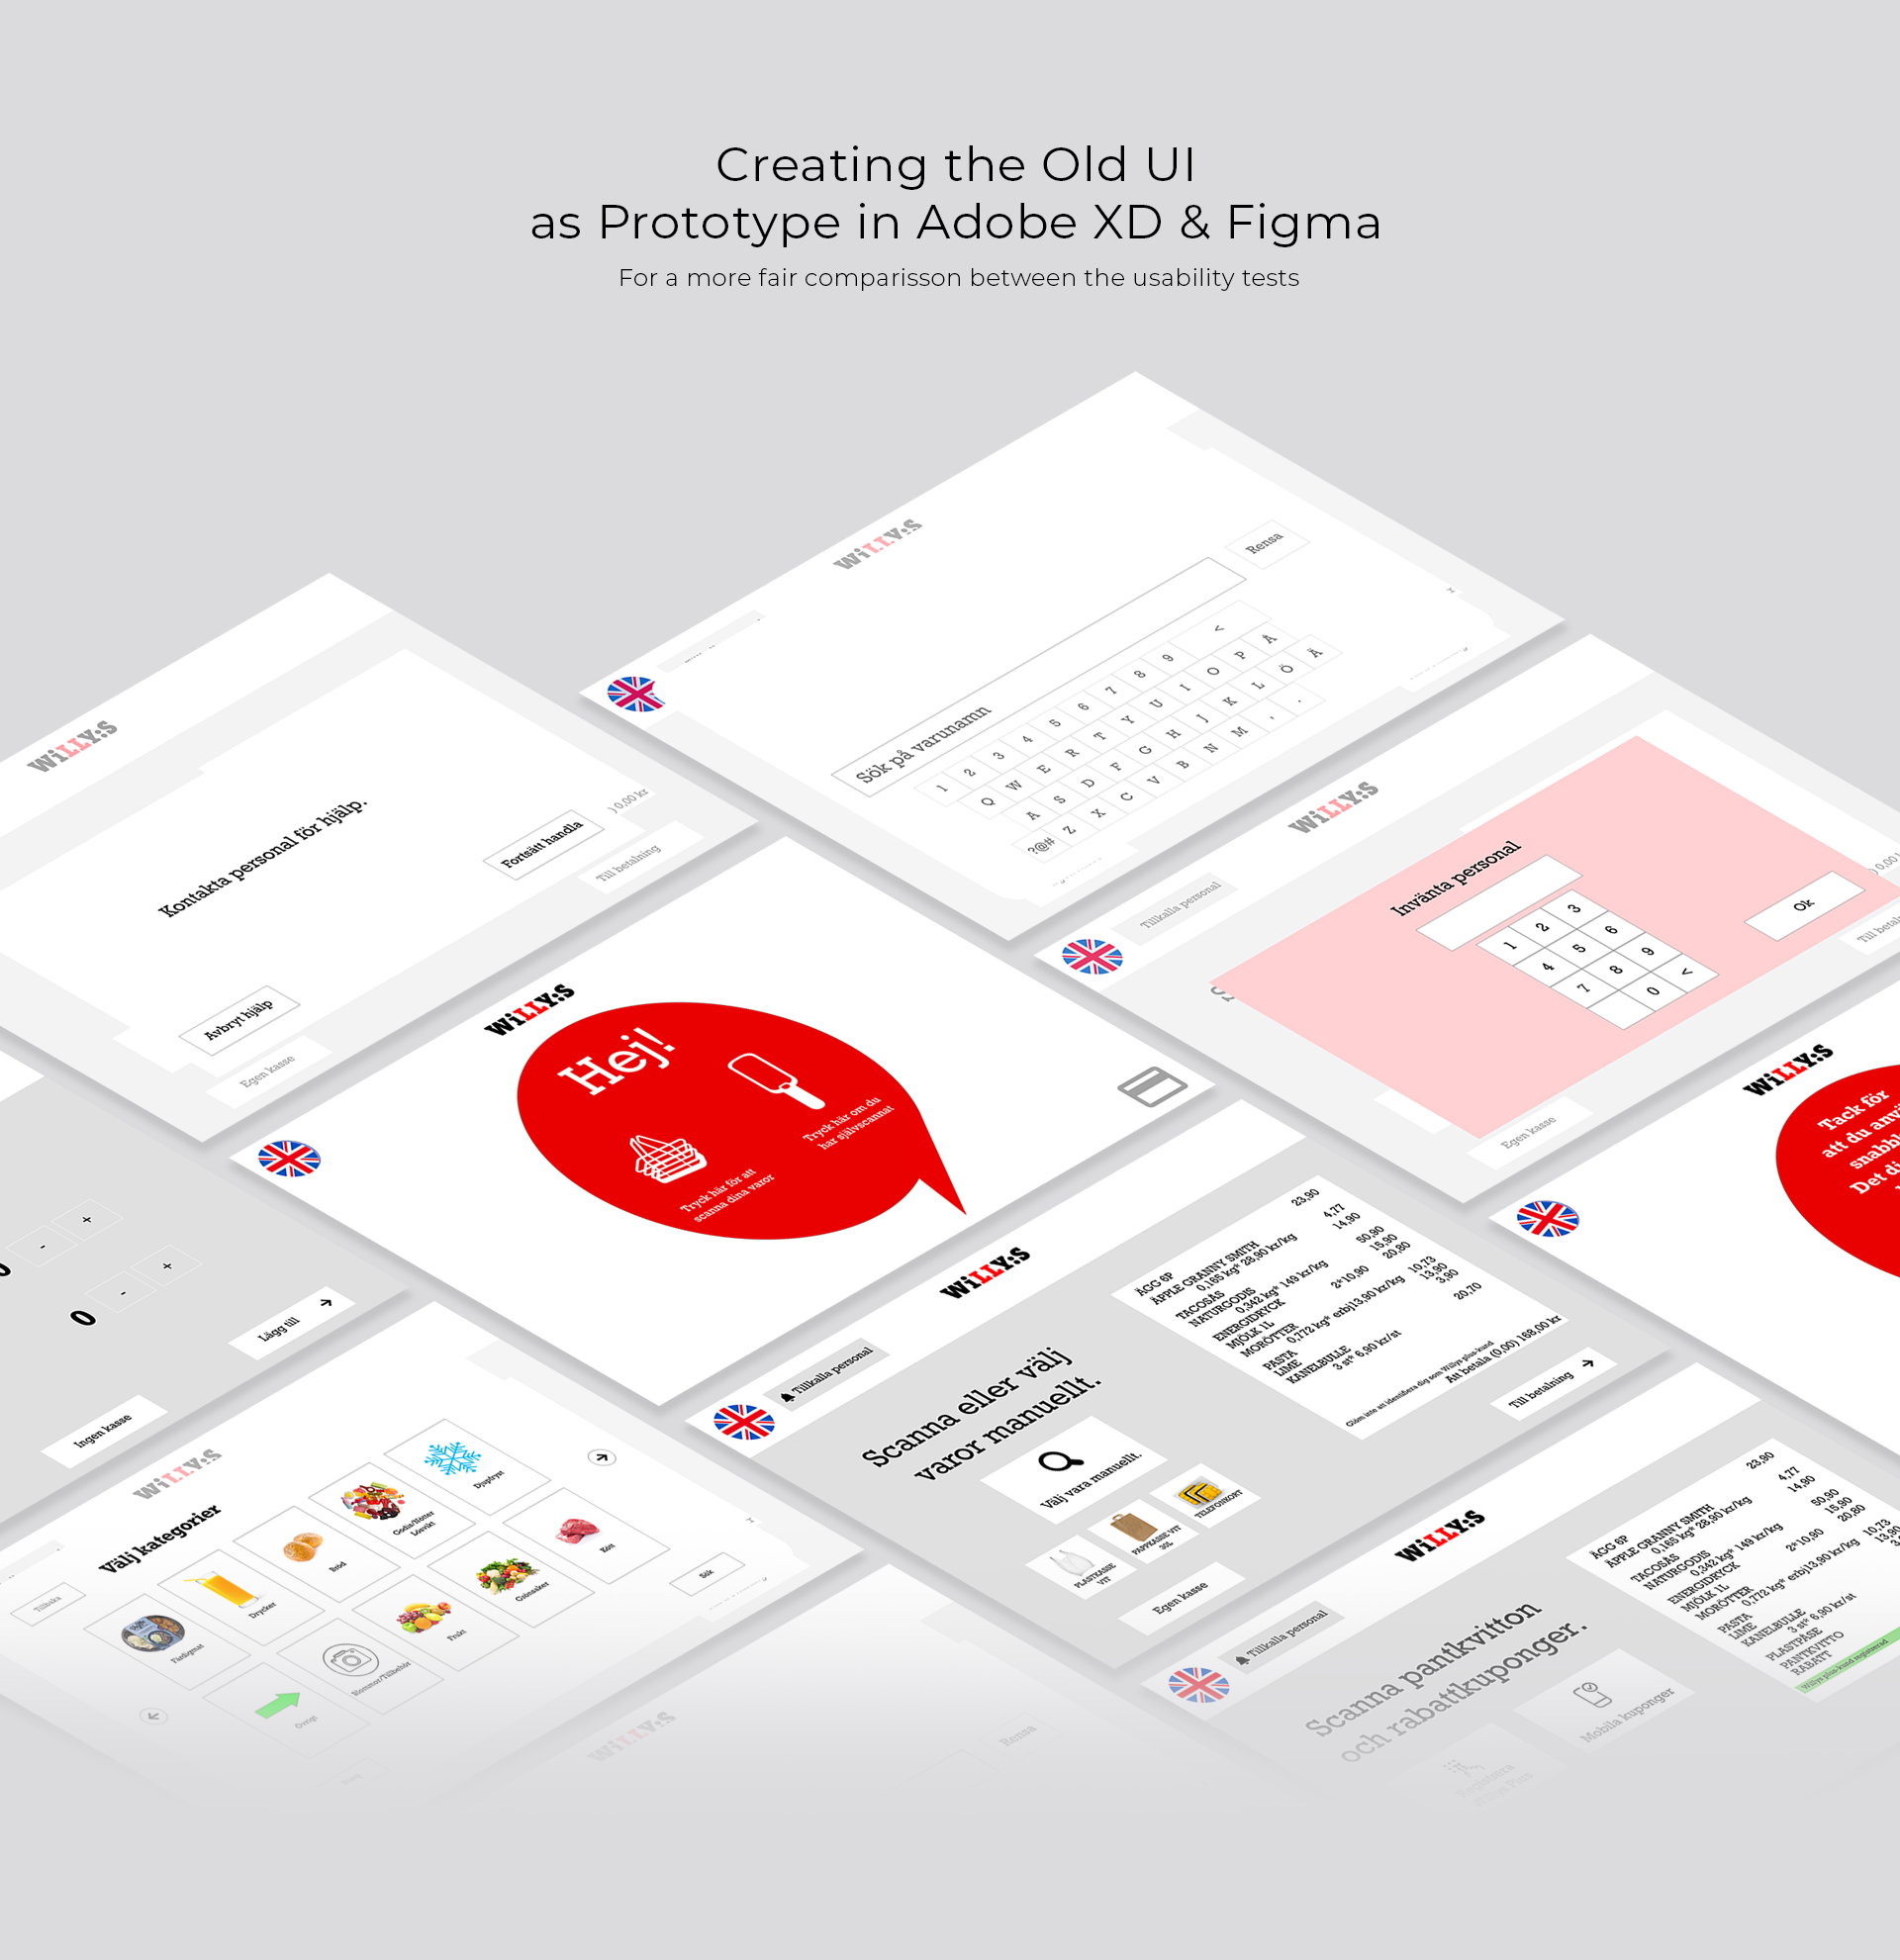 Creating the Old UI
as Prototype in Adobe XD & Figma
For a more fair comparisson between the usability tests
WiLLY:S
Sök på varunamn
Rensa
1 2 3 4 5 6 7 8 9 <
Q W E R T Y U I O P Å
A S D F G H J K L Ö Ä
?@# Z X C V B N M , .
WiLLY:S
Kontakta personal för hjälp.
Avbryt hjälp
Fortsätt handla
) 0,00 kr
Egen kasse
Till betalning
WiLLY:S
Tillkalla personal
Invänta personal
1 2 3
4 5 6
7 8 9
0 <
Ok
Egen kasse
WiLLY:S
Hej!
Tryck här för att
scanna dina varor
Tryck här om du
har självscannat
WiLLY:S
Tack för
- +
0 - +
Lägg till
Ingen kasse
WiLLY:S
Tillkalla personal
Scanna eller välj
varor manuellt.
Välj vara manuellt.
PLASTKASSE
VIT
PAPPKASSE VIT
TELEFONKORT
Egen kasse
ÄGG 6P 23,90
ÄPPLE GRANNY SMITH
0,165 kg* 28,90 kr/kg 4,77
TACOSÅS 14,90
NATURGODIS
0,342 kg* 149 kr/kg 50,90
ENERGIDRYCK 15,90
MJÖLK 1L 2*10,90 20,80
MORÖTTER
0,772 kg* erbj13,90 kr/kg 10,73
PASTA 13,90
LIME 3,90
KANELBULLE
3 st* 6,90 kr/st 20,70
Glöm inte att identifiera dig som Willys plus-kund
Att betala (0,00) 168,00 kr
Till betalning
WiLLY:S
Tillbaka
Välj kategorier
Färdigmat
Drycker
Bröd
Godis/Nötter
Lösvikt
Djupfryst
Övrigt
Blommor/Tillbehör
Frukt
Grönsaker
Kött
Sök
WiLLY:S
Tillkalla personal
Scanna pantkvitton
och rabattkuponger.
Mobila kuponger
Registrera
Willys Plus
ÄGG 6P 23,90
ÄPPLE GRANNY SMITH
0,165 kg* 28,90 kr/kg 4,77
TACOSÅS 14,90
NATURGODIS
0,342 kg* 149 kr/kg 50,90
ENERGIDRYCK 15,90
MJÖLK 1L 2*10,90 20,80
MORÖTTER
0,772 kg* erbj13,90 kr/kg 10,73
PASTA
LIME
KANELBULLE
3 st* 6,90 kr/st
PLASTPÅSE
PANTKVITTO
RABATT
Willys plus-kund registrerad
WiLLY:S
Rensa